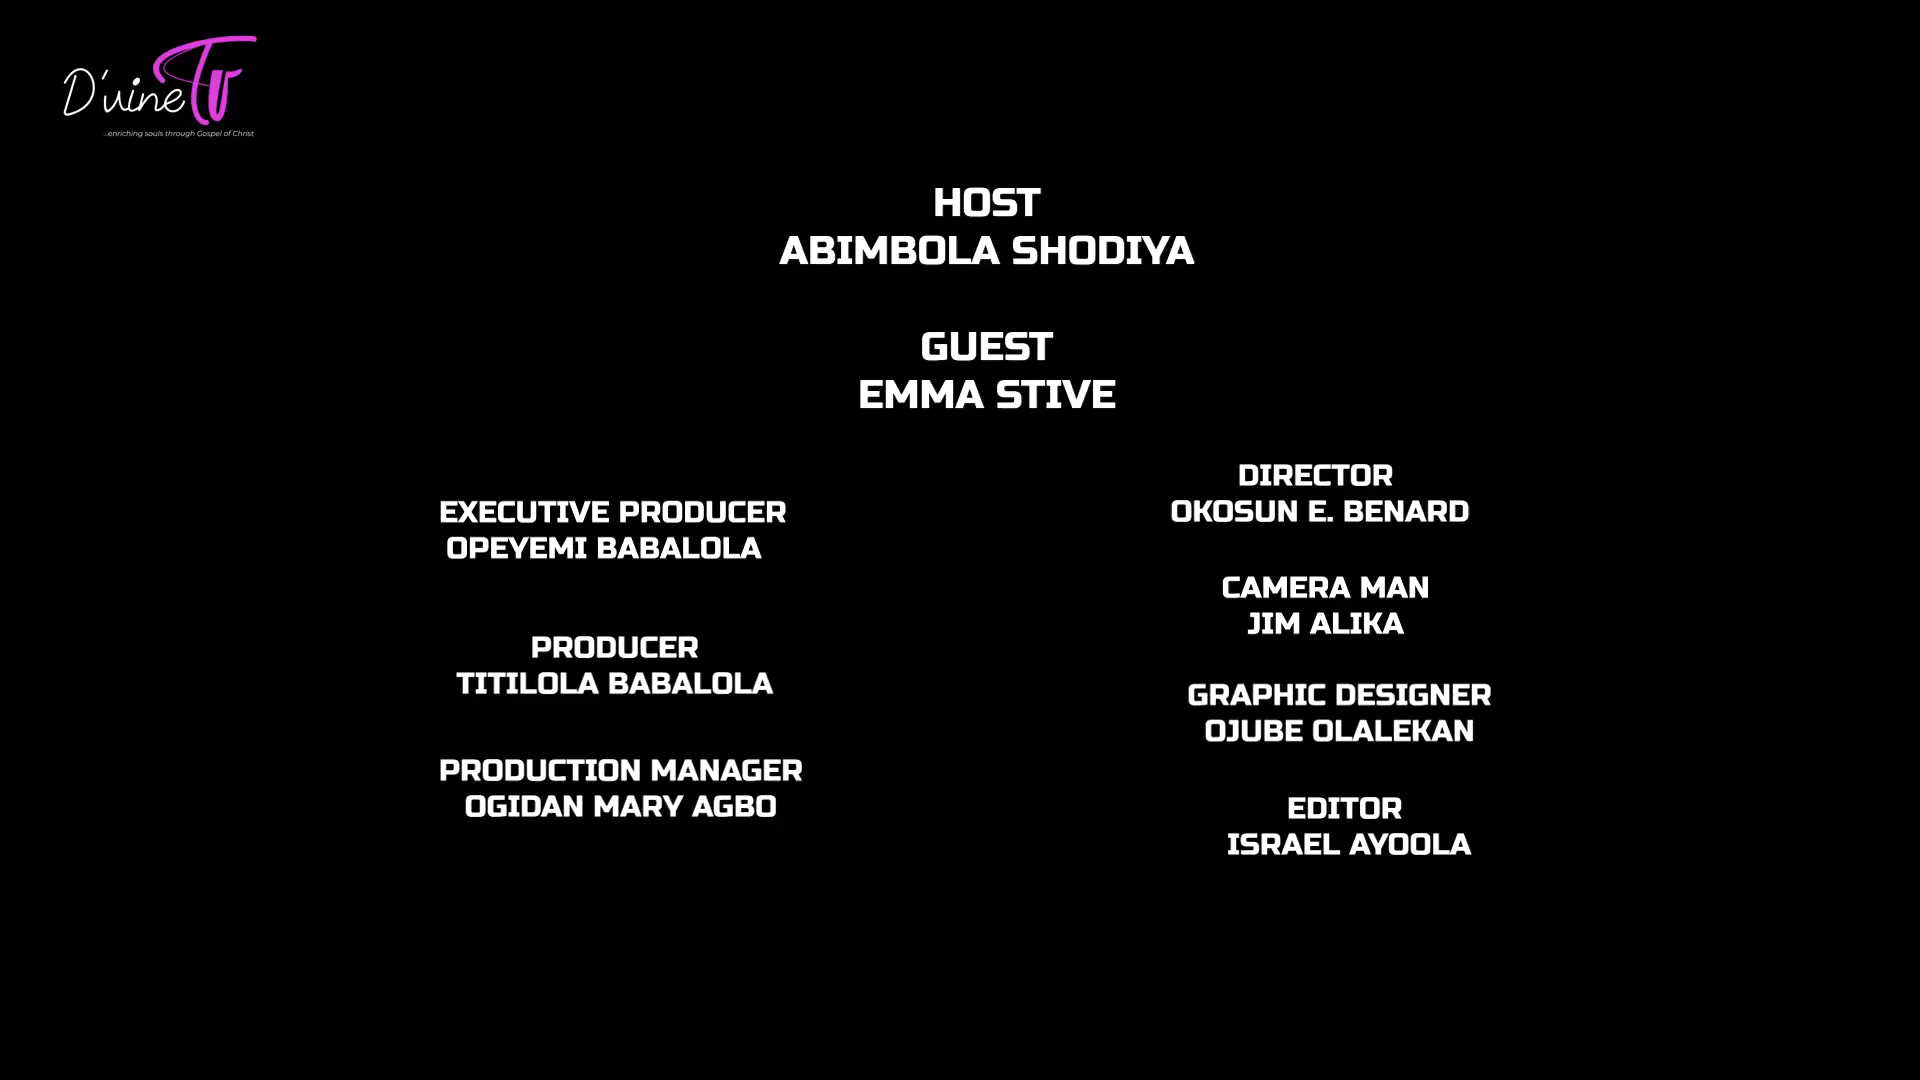 D'vine TV
...enriching souls through Gospel of Christ
HOST
ABIMBOLA SHODIYA
GUEST
EMMA STIVE
EXECUTIVE PRODUCER
OPEYEMI BABALOLA
PRODUCER
TITILOLA BABALOLA
PRODUCTION MANAGER
OGIDAN MARY AGBO
DIRECTOR
OKOSUN E. BENARD
CAMERA MAN
JIM ALIKA
GRAPHIC DESIGNER
OJUBE OLALEKAN
EDITOR
ISRAEL AYOOLA